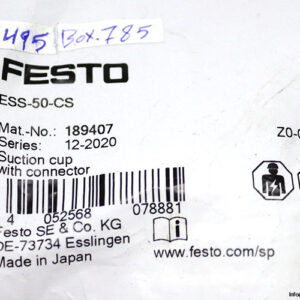 495 Box.785
FESTO
ESS-50-CS
Mat.-No.: 189407
Series: 12-2020
Suction cup
with connector
4 052568 078881
Festo SE & Co. KG
DE-73734 Esslingen
Made in Japan
www.festo.com/sp